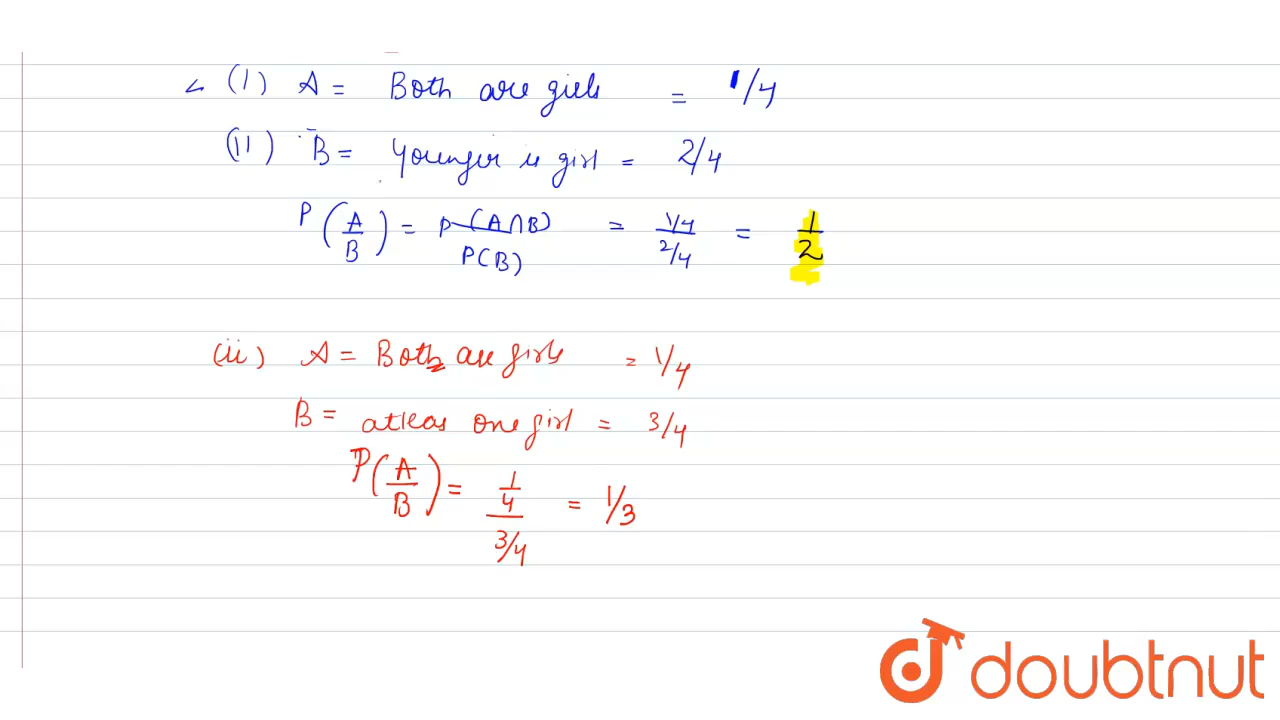 (I) A = Both are girls = 1/4
(II) B = Younger is girl = 2/4
P(A/B) = P(A∩B)/P(B) = (1/4)/(2/4) = 1/2
(ii) A = Both are girls = 1/4
B = atleas one girl = 3/4
P(A/B) = (1/4)/(3/4) = 1/3
doubtnut